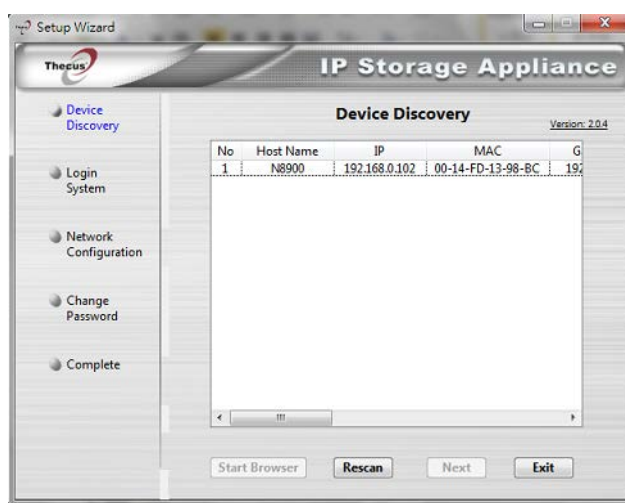 Setup Wizard
Thecus
IP Storage Appliance
Device
Discovery
Login
System
Network
Configuration
Change
Password
Complete
Device Discovery
Version: 2.0.4
No Host Name IP MAC G
1 N8900 192.168.0.102 00-14-FD-13-98-BC 192
Start Browser Rescan Next Exit